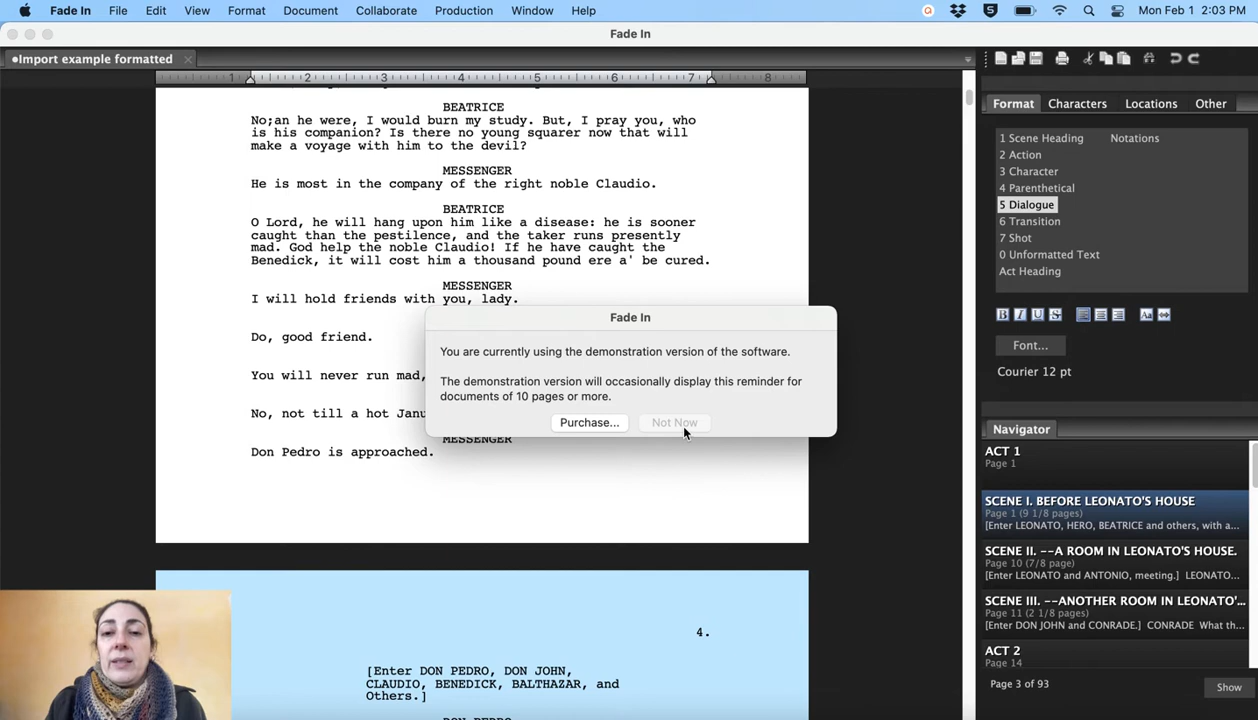 Fade In File Edit View Format Document Collaborate Production Window Help Mon Feb 1 2:03 PM
Fade In
•Import example formatted
1 2 3 4 5 6 7 8
BEATRICE
No;an he were, I would burn my study. But, I pray you, who
is his companion? Is there no young squarer now that will
make a voyage with him to the devil?
MESSENGER
He is most in the company of the right noble Claudio.
BEATRICE
O Lord, he will hang upon him like a disease: he is sooner
caught than the pestilence, and the taker runs presently
mad. God help the noble Claudio! If he have caught the
Benedick, it will cost him a thousand pound ere a' be cured.
MESSENGER
I will hold friends with you, lady.
Do, good friend.
You will never run mad,
No, not till a hot Janu
MESSENGER
Don Pedro is approached.
4.
[Enter DON PEDRO, DON JOHN,
CLAUDIO, BENEDICK, BALTHAZAR, and
Others.]
DON PEDRO
Fade In
You are currently using the demonstration version of the software.
The demonstration version will occasionally display this reminder for
documents of 10 pages or more.
Purchase... Not Now
Format Characters Locations Other
1 Scene Heading Notations
2 Action
3 Character
4 Parenthetical
5 Dialogue
6 Transition
7 Shot
0 Unformatted Text
Act Heading
B I U S Aa
Font...
Courier 12 pt
Navigator
ACT 1
Page 1
SCENE I. BEFORE LEONATO'S HOUSE
Page 1 (9 1/8 pages)
[Enter LEONATO, HERO, BEATRICE and others, with a...
SCENE II. --A ROOM IN LEONATO'S HOUSE.
Page 10 (7/8 page)
[Enter LEONATO and ANTONIO, meeting.] LEONATO...
SCENE III. --ANOTHER ROOM IN LEONATO'...
Page 11 (2 1/8 pages)
[Enter DON JOHN and CONRADE.] CONRADE What th...
ACT 2
Page 14
Page 3 of 93 Show